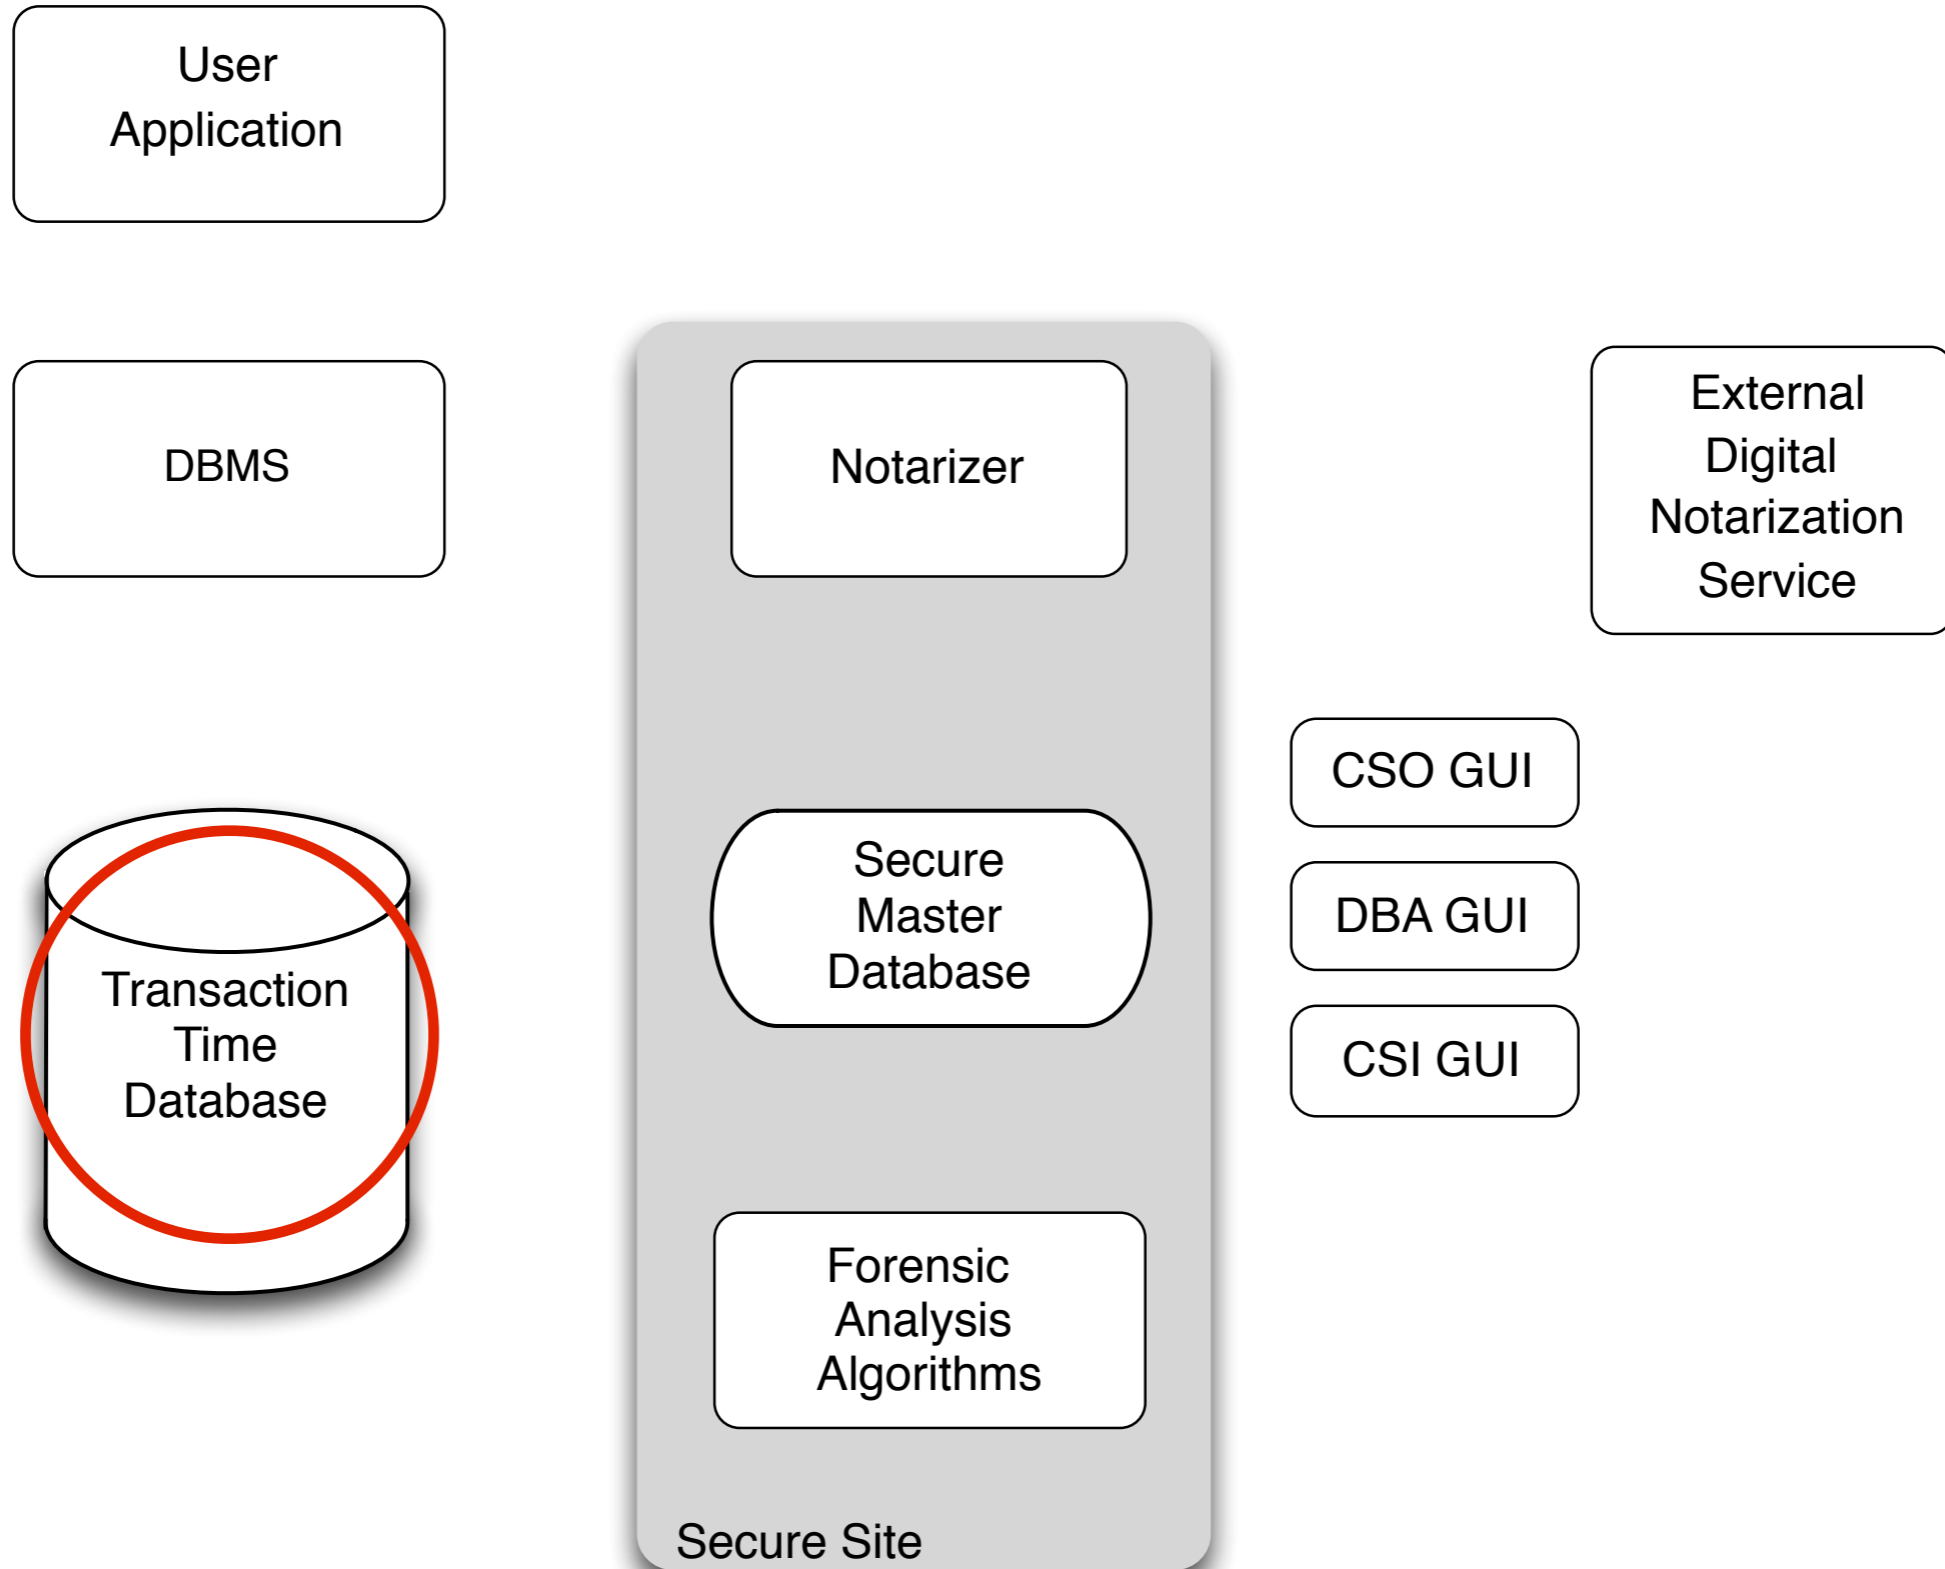 User
Application
DBMS
Notarizer
External
Digital
Notarization
Service
CSO GUI
Secure
Master
Database
DBA GUI
Transaction
Time
Database
CSI GUI
Forensic
Analysis
Algorithms
Secure Site